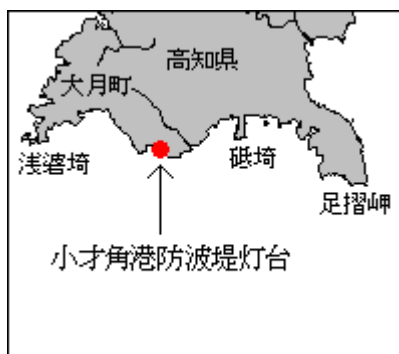 高知県
大月町
浅碆埼
砥埼
足摺岬
小才角港防波堤灯台